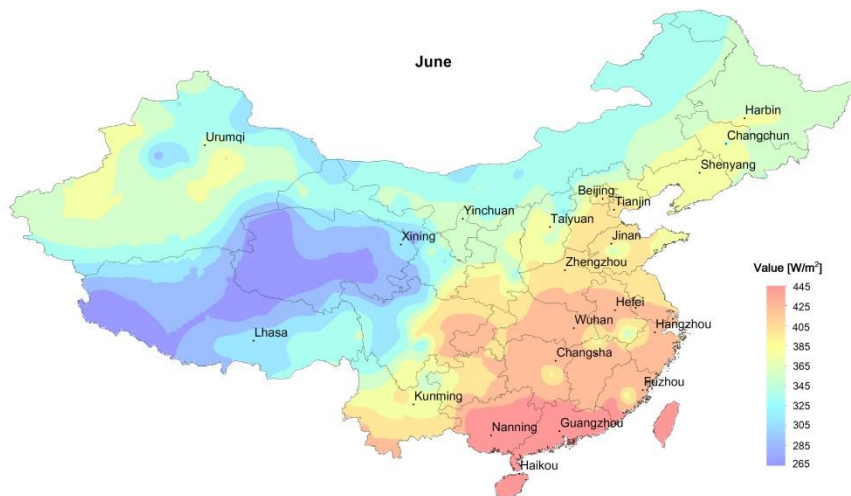 June
Harbin
Urumqi
Changchun
Shenyang
Beijing
Tianjin
Yinchuan
Taiyuan
Xining
Jinan
Zhengzhou
Value [W/m²]
445
425
405
385
365
345
325
305
285
265
Hefei
Wuhan
Hangzhou
Lhasa
Changsha
Fuzhou
Kunming
Nanning
Guangzhou
Haikou